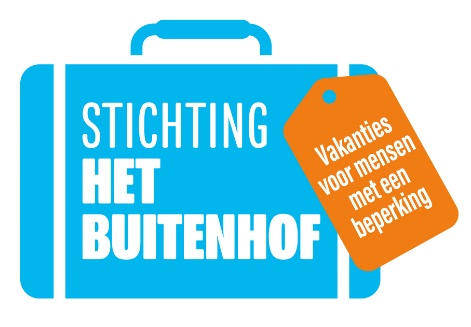 STICHTING
HET
BUITENHOF
Vakanties
voor mensen
met een
beperking